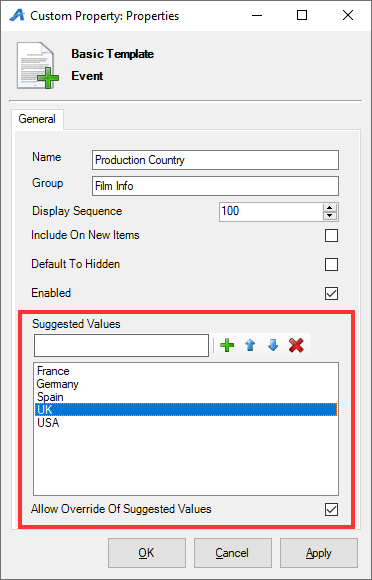 Custom Property: Properties
Basic Template
Event
General
Name Production Country
Group Film Info
Display Sequence 100
Include On New Items
Default To Hidden
Enabled
Suggested Values
France
Germany
Spain
UK
USA
Allow Override Of Suggested Values
OK Cancel Apply